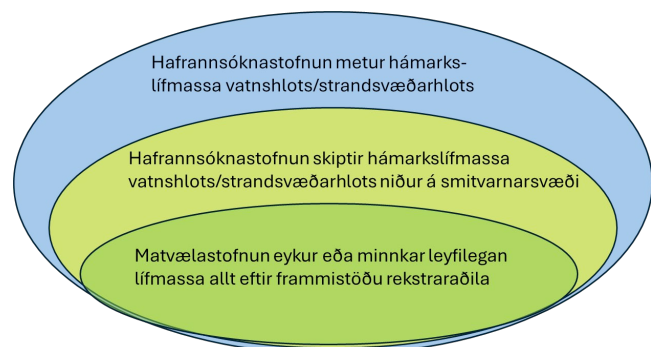 Hafrannsóknastofnun metur hámarks-
lífmassa vatnshlots/strandsvæðarhlots
Hafrannsóknastofnun skiptir hámarkslífmassa
vatnshlots/strandsvæðarhlots niður á smitvarnarsvæði
Matvælastofnun eykur eða minnkar leyfilegan
lífmassa allt eftir frammistöðu rekstraraðila